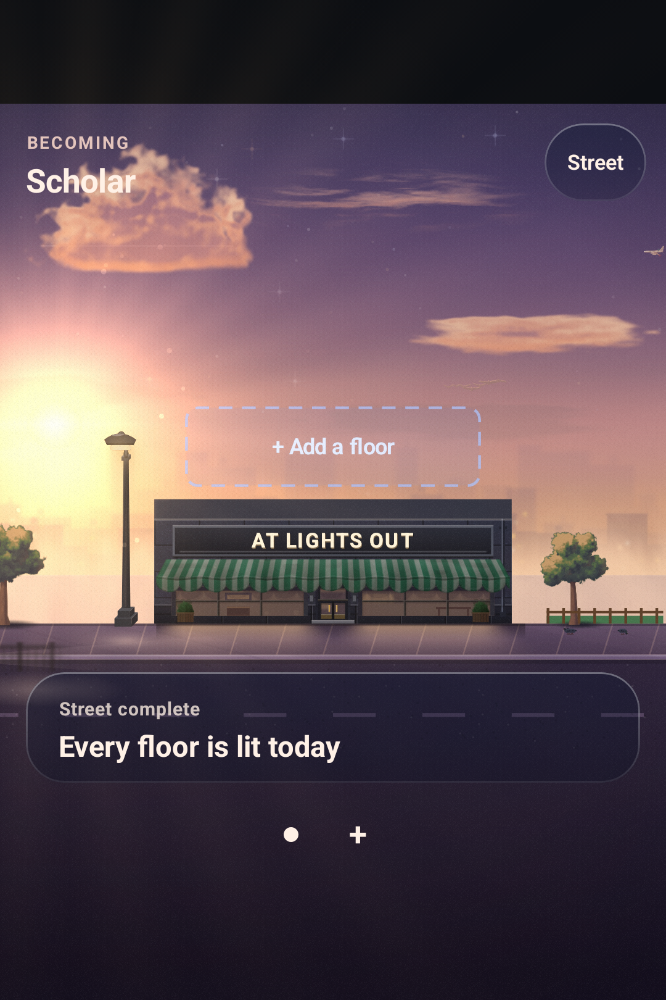 BECOMING
Scholar
Street
+ Add a floor
AT LIGHTS OUT
Street complete
Every floor is lit today
+